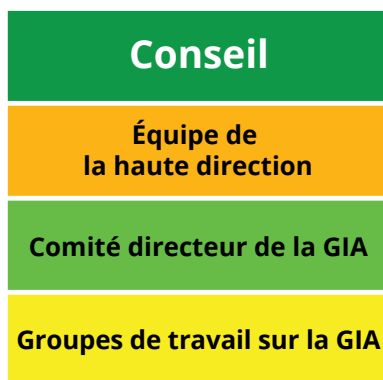 Conseil
Équipe de
la haute direction
Comité directeur de la GIA
Groupes de travail sur la GIA